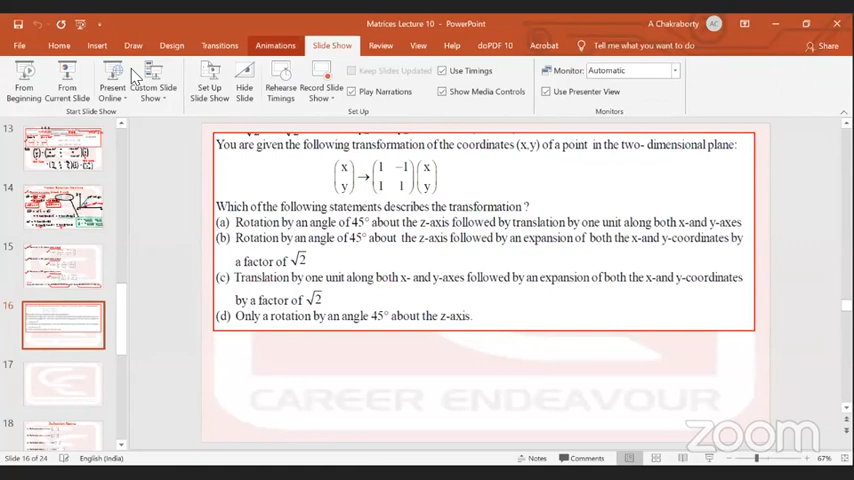 Matrices Lecture 10 - PowerPoint
A Chakraborty
AC
File Home Insert Draw Design Transitions Animations Slide Show Review View Help doPDF 10 Acrobat Tell me what you want to do Share
From Beginning
From Current Slide
Present Online
Custom Slide Show
Start Slide Show
Set Up Slide Show
Hide Slide
Rehearse Timings
Record Slide Show
Keep Slides Updated
Play Narrations
Use Timings
Show Media Controls
Set Up
Monitor: Automatic
Use Presenter View
Monitors
13
14
15
16
17
18
You are given the following transformation of the coordinates (x,y) of a point in the two- dimensional plane:
(x y) → (1 −1 1 1)(x y)
Which of the following statements describes the transformation ?
(a) Rotation by an angle of 45° about the z-axis followed by translation by one unit along both x-and y-axes
(b) Rotation by an angle of 45° about the z-axis followed by an expansion of both the x-and y-coordinates by
a factor of √2
(c) Translation by one unit along both x- and y-axes followed by an expansion of both the x-and y-coordinates
by a factor of √2
(d) Only a rotation by an angle 45° about the z-axis.
CAREER ENDEAVOUR
zoom
Slide 16 of 24 English (India) Notes Comments 67%